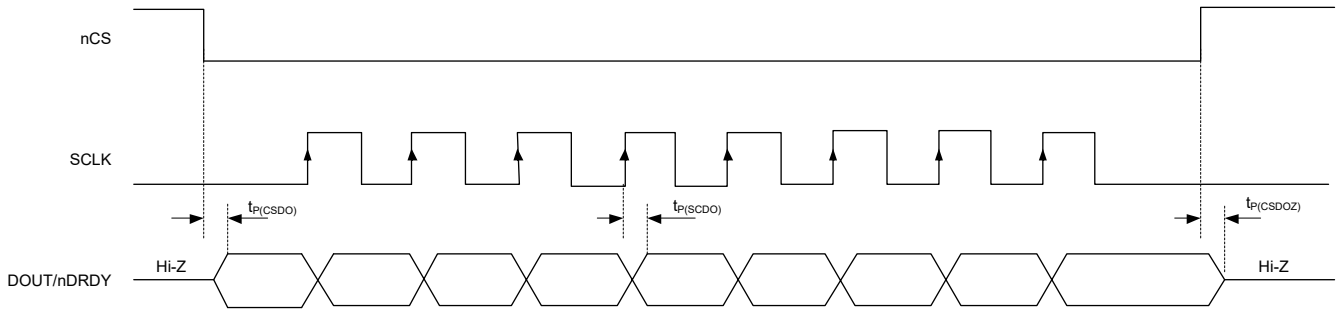 nCS
SCLK
tP(CSDO)
tP(SCDO)
tP(CSDOZ)
Hi-Z
Hi-Z
DOUT/nDRDY